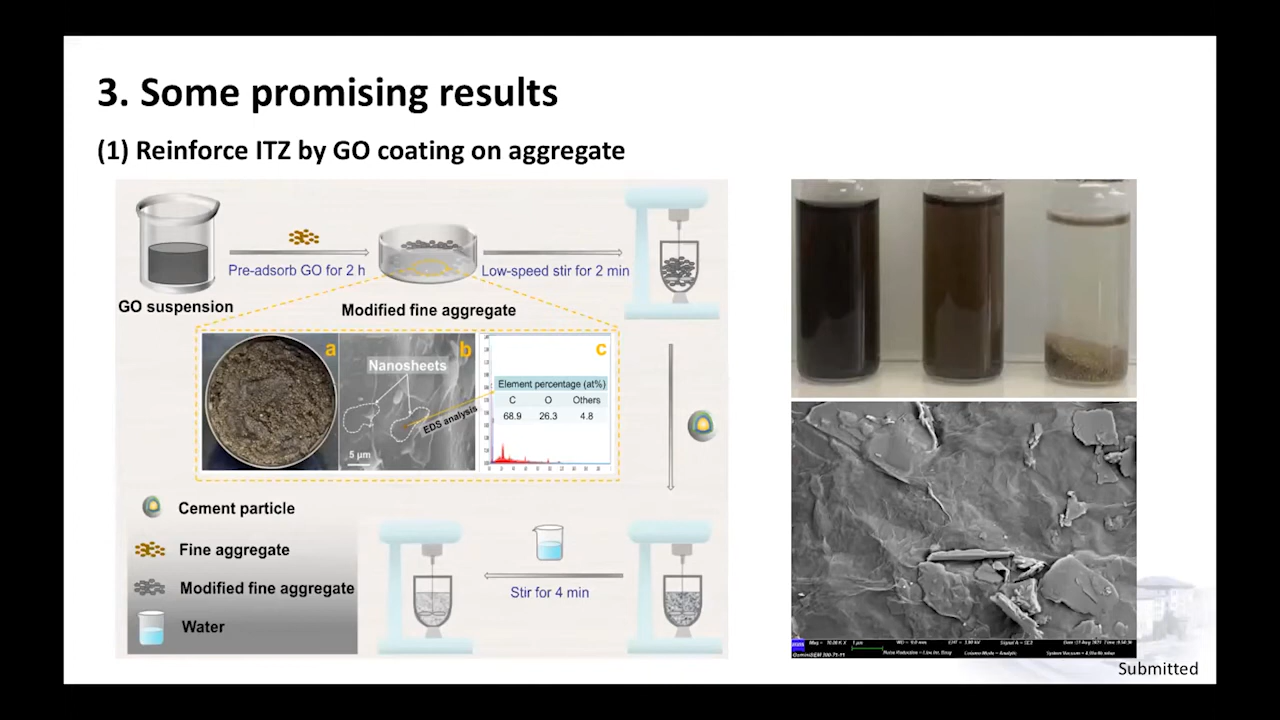 3. Some promising results
(1) Reinforce ITZ by GO coating on aggregate
Pre-adsorb GO for 2 h
Low-speed stir for 2 min
GO suspension
Modified fine aggregate
a
b
c
Nanosheets
EDS analysis
5 μm
Element percentage (at%)
C O Others
68.9 26.3 4.8
Cement particle
Fine aggregate
Modified fine aggregate
Water
Stir for 4 min
Submitted